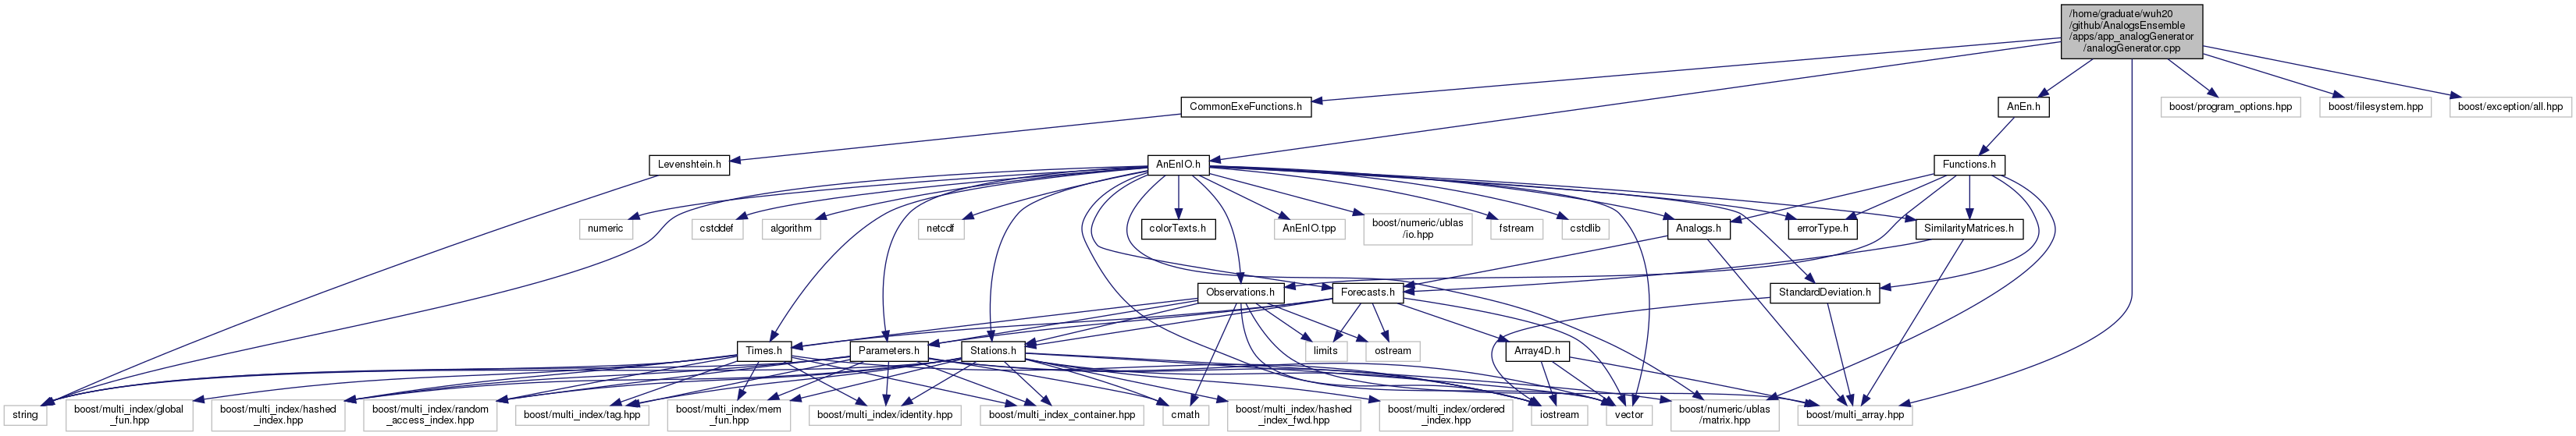 /home/graduate/wuh20
/github/AnalogsEnsemble
/apps/app_analogGenerator
/analogGenerator.cpp
CommonExeFunctions.h
AnEn.h
boost/program_options.hpp
boost/filesystem.hpp
boost/exception/all.hpp
Levenshtein.h
AnEnIO.h
Functions.h
numeric
cstddef
algorithm
netcdf
colorTexts.h
AnEnIO.tpp
boost/numeric/ublas
/io.hpp
fstream
cstdlib
Analogs.h
errorType.h
SimilarityMatrices.h
Observations.h
Forecasts.h
StandardDeviation.h
Times.h
Parameters.h
Stations.h
limits
ostream
Array4D.h
string
boost/multi_index/global
_fun.hpp
boost/multi_index/hashed
_index.hpp
boost/multi_index/random
_access_index.hpp
boost/multi_index/tag.hpp
boost/multi_index/mem
_fun.hpp
boost/multi_index/identity.hpp
boost/multi_index_container.hpp
cmath
boost/multi_index/hashed
_index_fwd.hpp
boost/multi_index/ordered
_index.hpp
iostream
vector
boost/numeric/ublas
/matrix.hpp
boost/multi_array.hpp